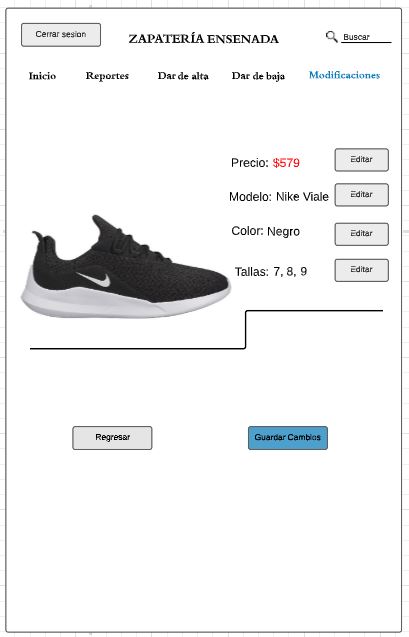 Cerrar sesion
ZAPATERÍA ENSENADA
Buscar
Inicio Reportes Dar de alta Dar de baja Modificaciones
Precio: $579 Editar
Modelo: Nike Viale Editar
Color: Negro Editar
Tallas: 7, 8, 9 Editar
Regresar Guardar Cambios